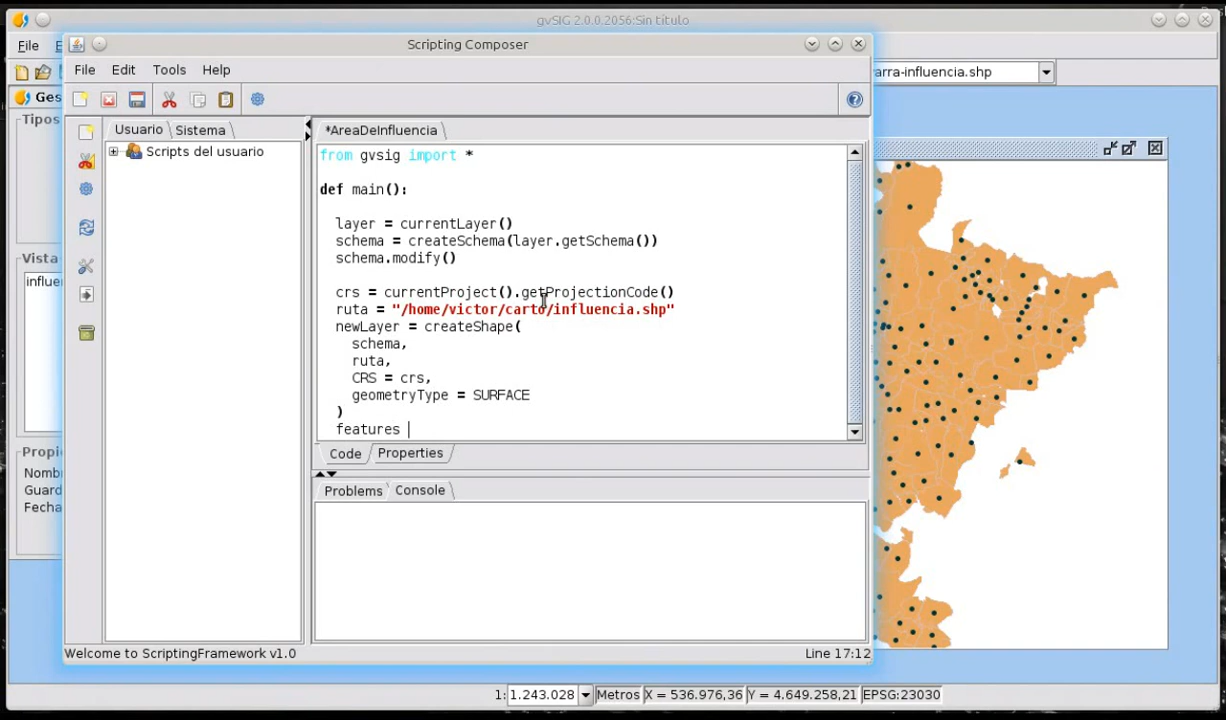 gvSIG 2.0.0.2056:Sin titulo
File
arra-influencia.shp
Ges
Tipos
Vista
influe
Propi
Nomb
Guard
Fecha
Scripting Composer
File Edit Tools Help
Usuario Sistema
Scripts del usuario
*AreaDeInfluencia
from gvsig import *
def main():
layer = currentLayer()
schema = createSchema(layer.getSchema())
schema.modify()
crs = currentProject().getProjectionCode()
ruta = "/home/victor/carto/influencia.shp"
newLayer = createShape(
schema,
ruta,
CRS = crs,
geometryType = SURFACE
)
features
Code Properties
Problems Console
Welcome to ScriptingFramework v1.0
Line 17:12
1: 1.243.028 Metros X = 536.976,36 Y = 4.649.258,21 EPSG:23030